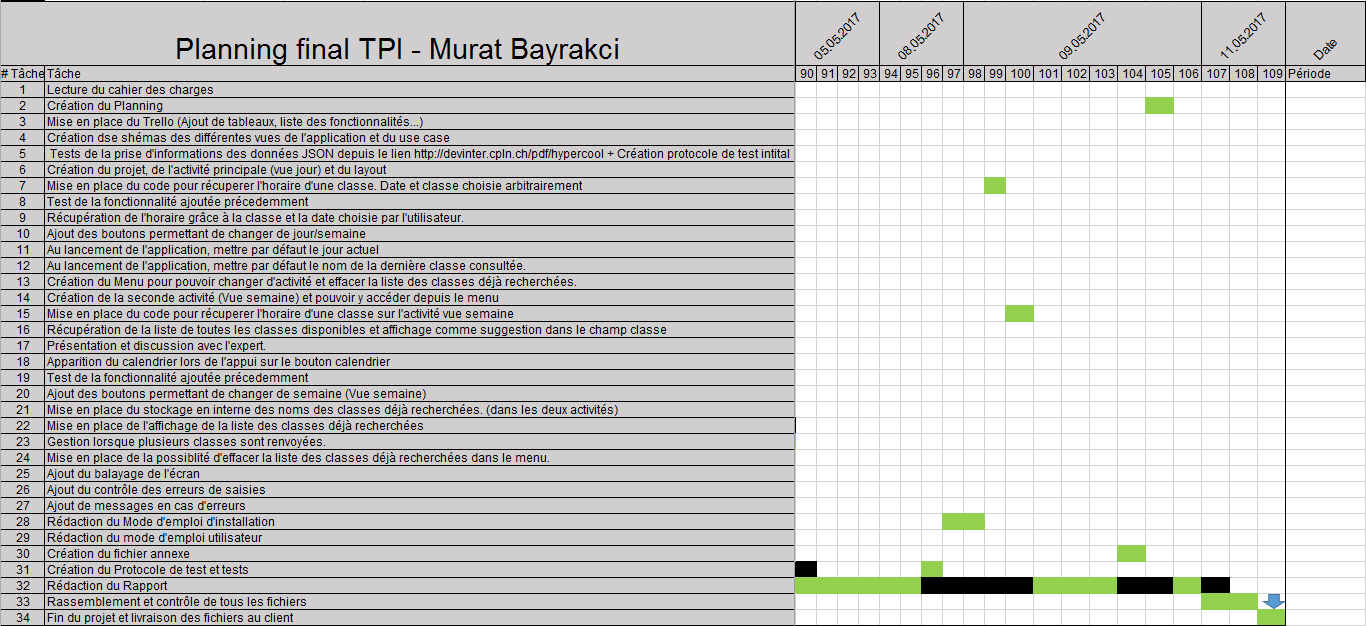 Planning final TPI - Murat Bayrakci
05.05.2017 08.05.2017 09.05.2017 11.05.2017 Date
# Tâche Tâche 90 91 92 93 94 95 96 97 98 99 100 101 102 103 104 105 106 107 108 109 Période
1 Lecture du cahier des charges
2 Création du Planning
3 Mise en place du Trello (Ajout de tableaux, liste des fonctionnalités...)
4 Création dse shémas des différentes vues de l'application et du use case
5 Tests de la prise d'informations des données JSON depuis le lien http://devinter.cpln.ch/pdf/hypercool + Création protocole de test intital
6 Création du projet, de l'activité principale (vue jour) et du layout
7 Mise en place du code pour récuperer l'horaire d'une classe. Date et classe choisie arbitrairement
8 Test de la fonctionnalité ajoutée précedemment
9 Récupération de l'horaire grâce à la classe et la date choisie par l'utilisateur.
10 Ajout des boutons permettant de changer de jour/semaine
11 Au lancement de l'application, mettre par défaut le jour actuel
12 Au lancement de l'application, mettre par défaut le nom de la dernière classe consultée.
13 Création du Menu pour pouvoir changer d'activité et effacer la liste des classes déjà recherchées.
14 Création de la seconde activité (Vue semaine) et pouvoir y accéder depuis le menu
15 Mise en place du code pour récuperer l'horaire d'une classe sur l'activité vue semaine
16 Récupération de la liste de toutes les classes disponibles et affichage comme suggestion dans le champ classe
17 Présentation et discussion avec l'expert.
18 Apparition du calendrier lors de l'appui sur le bouton calendrier
19 Test de la fonctionnalité ajoutée précedemment
20 Ajout des boutons permettant de changer de semaine (Vue semaine)
21 Mise en place du stockage en interne des noms des classes déjà recherchées. (dans les deux activités)
22 Mise en place de l'affichage de la liste des classes déjà recherchées
23 Gestion lorsque plusieurs classes sont renvoyées.
24 Mise en place de la possiblité d'effacer la liste des classes déjà recherchées dans le menu.
25 Ajout du balayage de l'écran
26 Ajout du contrôle des erreurs de saisies
27 Ajout de messages en cas d'erreurs
28 Rédaction du Mode d'emploi d'installation
29 Rédaction du mode d'emploi utilisateur
30 Création du fichier annexe
31 Création du Protocole de test et tests
32 Rédaction du Rapport
33 Rassemblement et contrôle de tous les fichiers
34 Fin du projet et livraison des fichiers au client